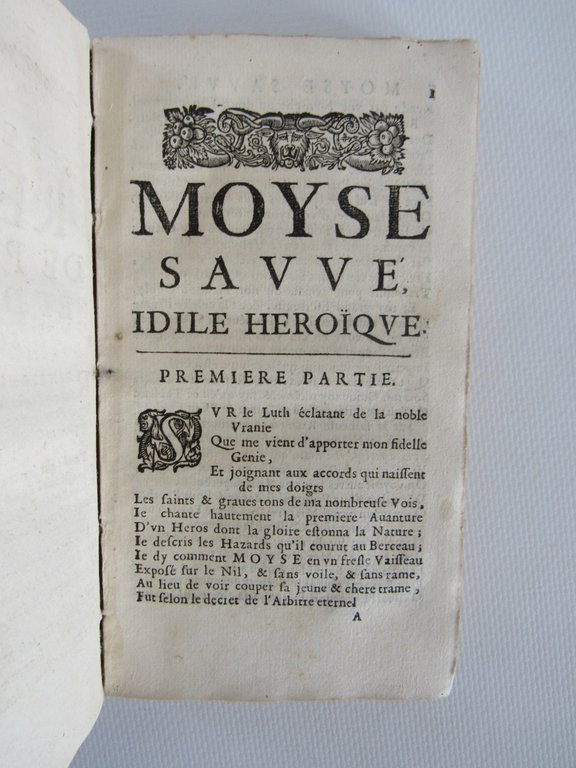 1
MOYSE
SAVVÉ,
IDILE HEROÏQVE.
PREMIERE PARTIE.
SVR le Luth éclatant de la noble
Vranie
Que me vient d'apporter mon fidelle
Genie,
Et joignant aux accords qui naiſſent
de mes doigts
Les ſaints & graues tons de ma nombreuſe Vois,
Ie chante hautement la premiere Auanture
D'vn Heros dont la gloire eſtonna la Nature;
Ie deſcris les Hazards qu'il courut au Berceau;
Ie dy comment MOYSE en vn freſle Vaiſſeau
Expoſé ſur le Nil, & ſans voile, & ſans rame,
Au lieu de voir couper ſa jeune & chere trame,
Fut ſelon le decret de l'Arbitre eternel
A